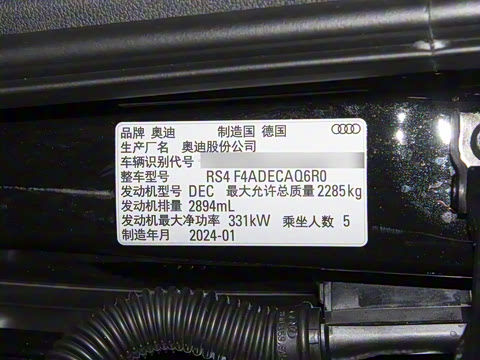 品牌 奥迪 制造国 德国
生产厂名 奥迪股份公司
车辆识别代号
整车型号 RS4 F4ADECAQ6R0
发动机型号 DEC 最大允许总质量 2285kg
发动机排量 2894mL
发动机最大净功率 331kW 乘坐人数 5
制造年月 2024-01